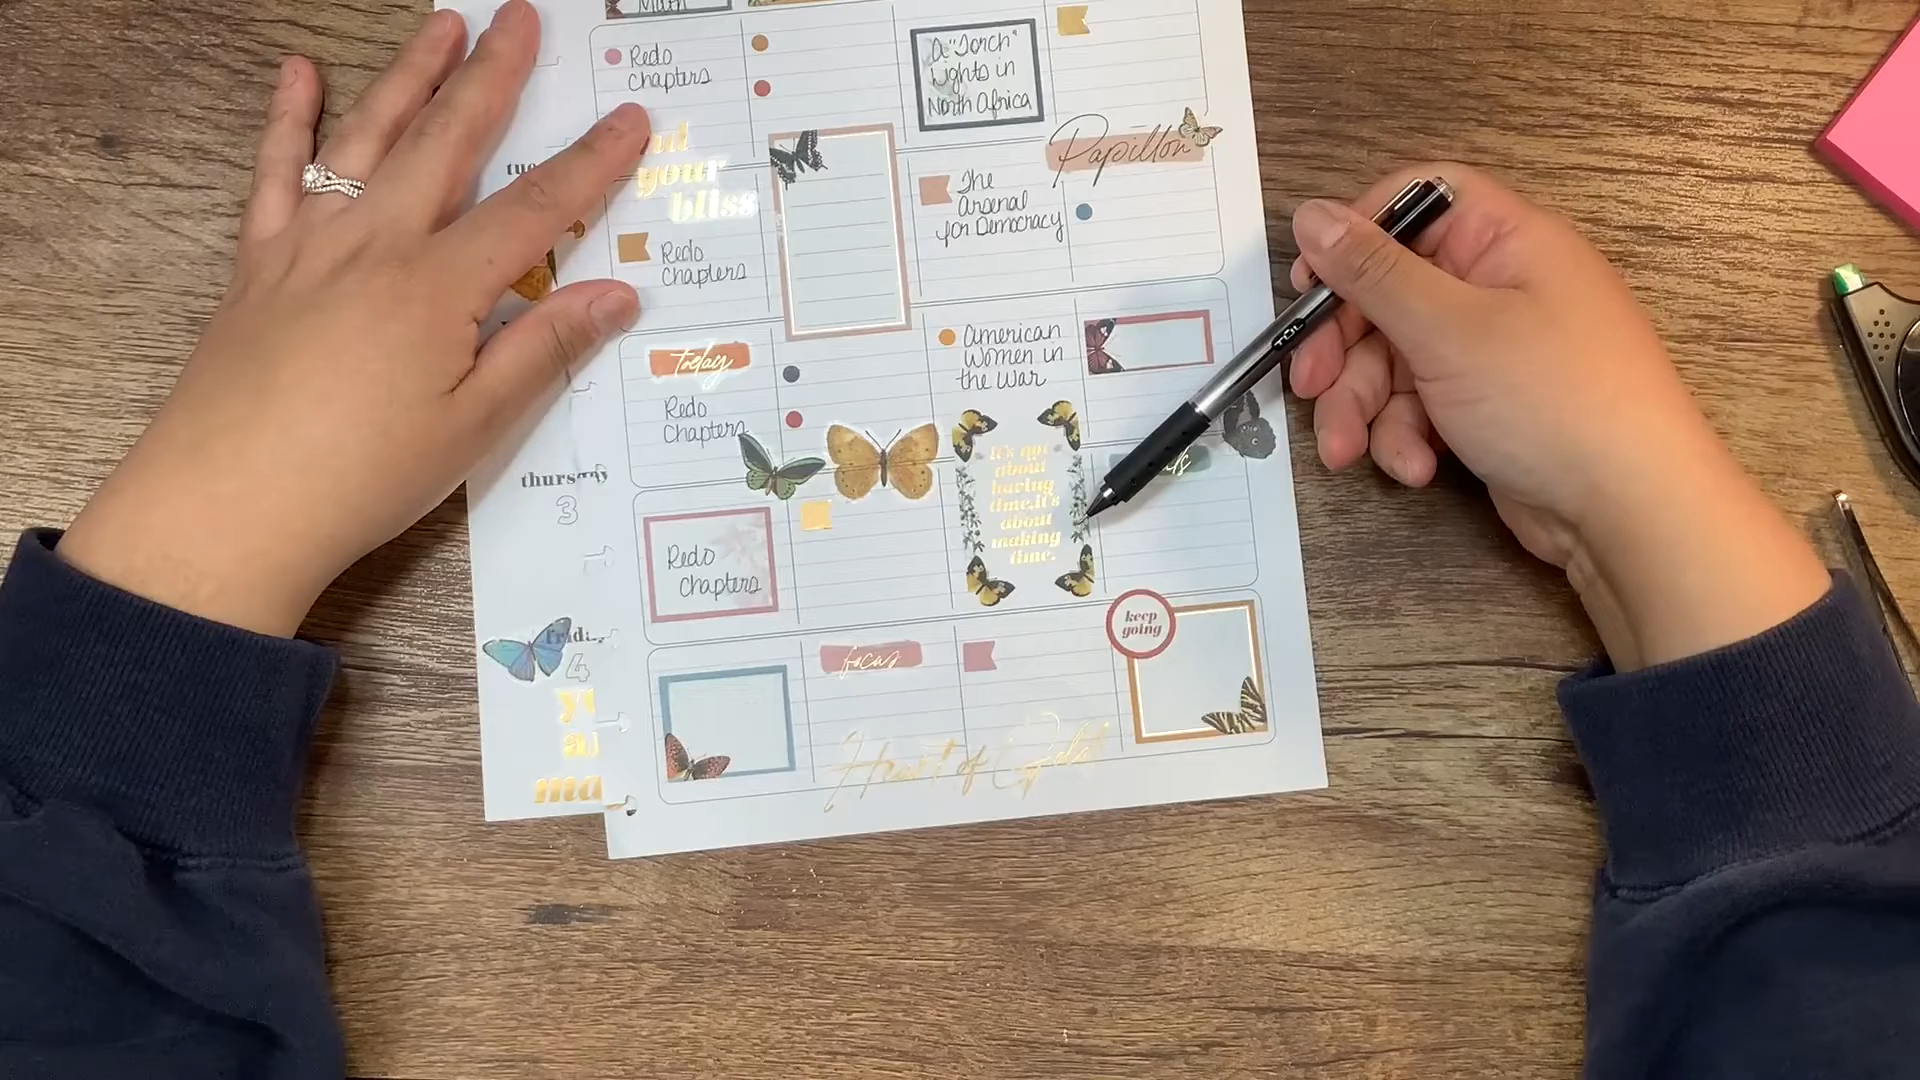 Math
Redo
Chapters
A "Torch"
Lights in
North Africa
your
bliss
The
Arsenal
for Democracy
Papillon
Redo
Chapters
today
Redo
Chapters
American
Women in
the War
TUL
thursday
3
It's not
about
having
time, it's
about
making
time.
Redo
Chapters
4
focus
keep
going
Heart of Gold